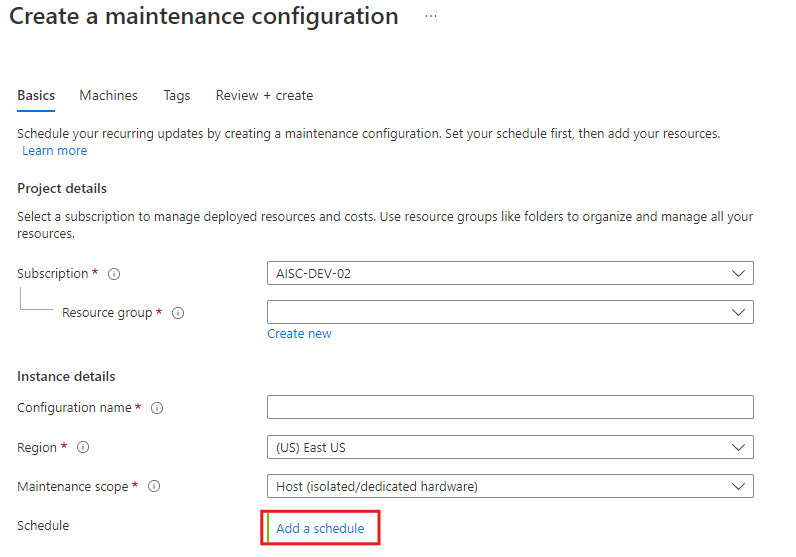 Create a maintenance configuration ...
Basics Machines Tags Review + create
Schedule your recurring updates by creating a maintenance configuration. Set your schedule first, then add your resources.
Learn more
Project details
Select a subscription to manage deployed resources and costs. Use resource groups like folders to organize and manage all your
resources.
Subscription * AISC-DEV-02
Resource group *
Create new
Instance details
Configuration name *
Region * (US) East US
Maintenance scope * Host (isolated/dedicated hardware)
Schedule Add a schedule